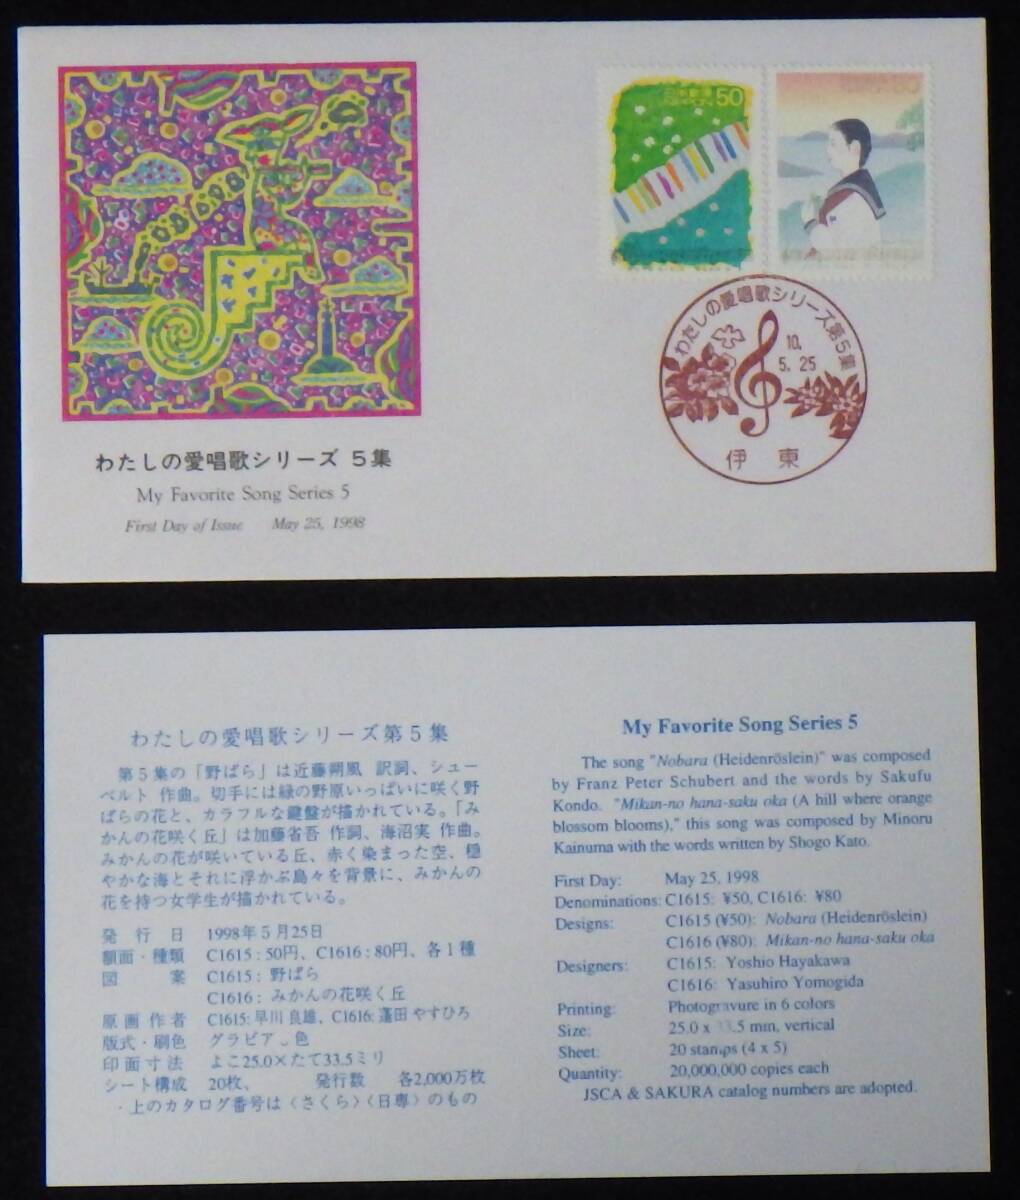 日本郵便 50
80
わたしの愛唱歌シリーズ第5集
10.
5. 25
伊東
わたしの愛唱歌シリーズ 5集
My Favorite Song Series 5
First Day of Issue May 25, 1998
わたしの愛唱歌シリーズ第5集
第5集の「野ばら」は近藤朔風 訳詞、シュー
ベルト 作曲。切手には緑の野原いっぱいに咲く野
ばらの花と、カラフルな鍵盤が描かれている。「み
かんの花咲く丘」は加藤省吾 作詞、海沼実 作曲。
みかんの花が咲いている丘、赤く染まった空、穏
やかな海とそれに浮かぶ島々を背景に、みかんの
花を持つ女学生が描かれている。
発行日 1998年5月25日
額面・種類 C1615:50円、C1616:80円、各1種
図案 C1615:野ばら
C1616:みかんの花咲く丘
原画作者 C1615:早川 良雄、C1616:蓬田 やすひろ
版式・刷色 グラビア 色
印面寸法 よこ25.0×たて33.5ミリ
シート構成 20枚、 発行数 各2,000万枚
・上のカタログ番号は〈さくら〉〈日専〉のもの
My Favorite Song Series 5
The song "Nobara (Heidenröslein)" was composed
by Franz Peter Schubert and the words by Sakufu
Kondo. "Mikan-no hana-saku oka (A hill where orange
blossom blooms)," this song was composed by Minoru
Kainuma with the words written by Shogo Kato.
First Day: May 25, 1998
Denominations: C1615: ¥50, C1616: ¥80
Designs: C1615 (¥50): Nobara (Heidenröslein)
C1616 (¥80): Mikan-no hana-saku oka
Designers: C1615: Yoshio Hayakawa
C1616: Yasuhiro Yomogida
Printing: Photogravure in 6 colors
Size: 25.0 x 33.5 mm, vertical
Sheet: 20 stamps (4 x 5)
Quantity: 20,000,000 copies each
JSCA & SAKURA catalog numbers are adopted.